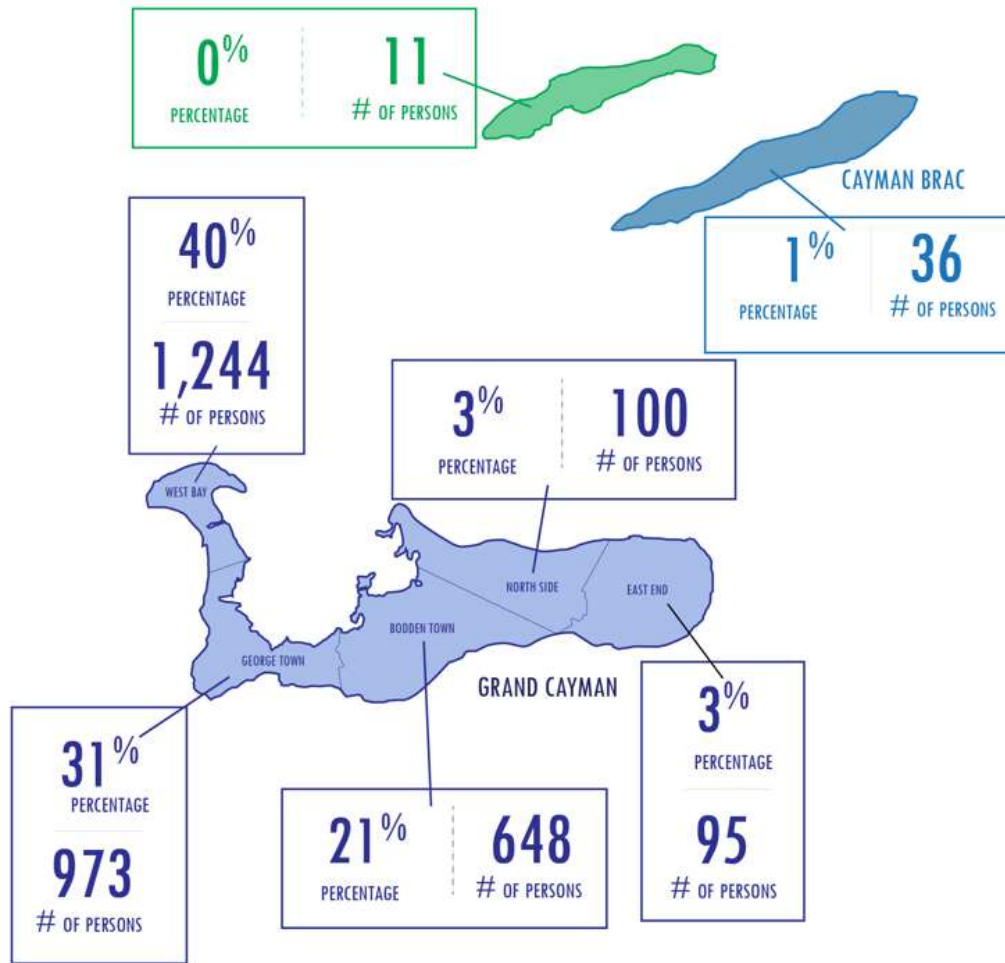 0%
PERCENTAGE
11
# OF PERSONS
CAYMAN BRAC
1%
PERCENTAGE
36
# OF PERSONS
40%
PERCENTAGE
1,244
# OF PERSONS
3%
PERCENTAGE
100
# OF PERSONS
WEST BAY
NORTH SIDE
EAST END
BODDEN TOWN
GEORGE TOWN
GRAND CAYMAN
31%
PERCENTAGE
973
# OF PERSONS
21%
PERCENTAGE
648
# OF PERSONS
3%
PERCENTAGE
95
# OF PERSONS